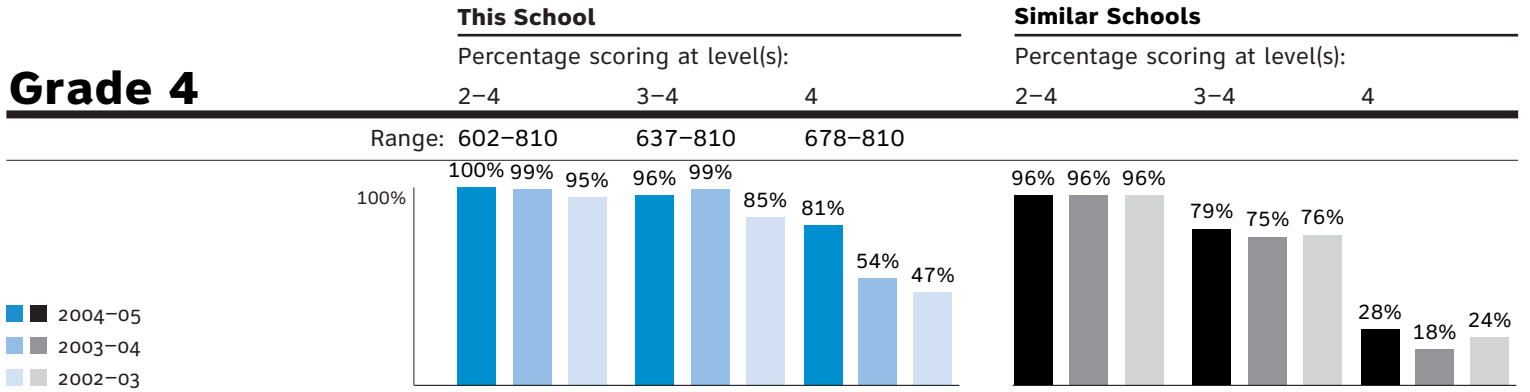 This School
Similar Schools
Percentage scoring at level(s):
Percentage scoring at level(s):
Grade 4
2–4 3–4 4
2–4 3–4 4
Range: 602–810 637–810 678–810
100% 99% 95% 96% 99% 85% 81% 54% 47%
96% 96% 96% 79% 75% 76% 28% 18% 24%
100%
2004–05
2003–04
2002–03